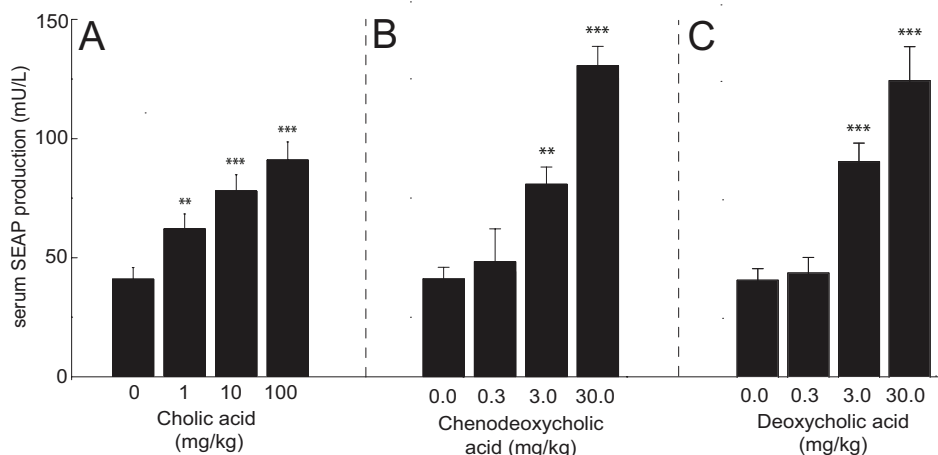 A
B
C
serum SEAP production (mU/L)
150
100
50
0
**
***
***
**
***
***
***
0 1 10 100
Cholic acid
(mg/kg)
0.0 0.3 3.0 30.0
Chenodeoxycholic
acid (mg/kg)
0.0 0.3 3.0 30.0
Deoxycholic acid
(mg/kg)